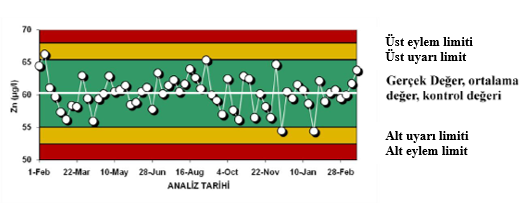 70
65
60
55
50
Zn (µg/l)
1-Feb
22-Mar
10-May
28-Jun
16-Aug
4-Oct
22-Nov
10-Jan
28-Feb
ANALİZ TARİHİ
Üst eylem limiti
Üst uyarı limit
Gerçek Değer, ortalama
değer, kontrol değeri
Alt uyarı limiti
Alt eylem limit